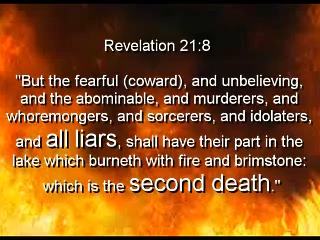 Revelation 21:8
"But the fearful (coward), and unbelieving,
and the abominable, and murderers, and
whoremongers, and sorcerers, and idolaters,
and all liars, shall have their part in the
lake which burneth with fire and brimstone:
which is the second death."